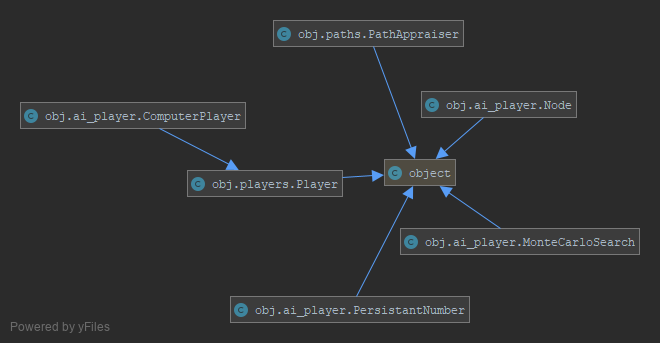 C obj.paths.PathAppraiser
C obj.ai_player.Node
C obj.ai_player.ComputerPlayer
C object
C obj.players.Player
C obj.ai_player.MonteCarloSearch
C obj.ai_player.PersistantNumber
Powered by yFiles